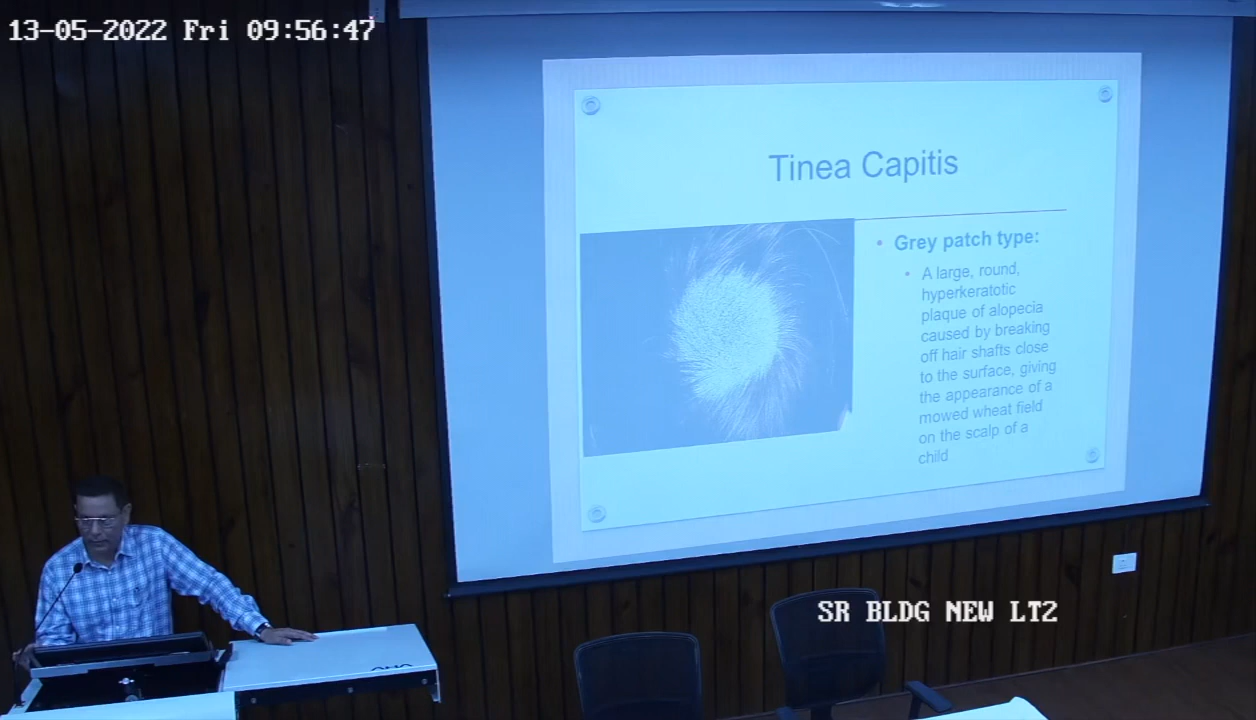 13-05-2022 Fri 09:56:47
Tinea Capitis
• Grey patch type:
• A large, round,
hyperkeratotic
plaque of alopecia
caused by breaking
off hair shafts close
to the surface, giving
the appearance of a
mowed wheat field
on the scalp of a
child
SR BLDG NEW LT2